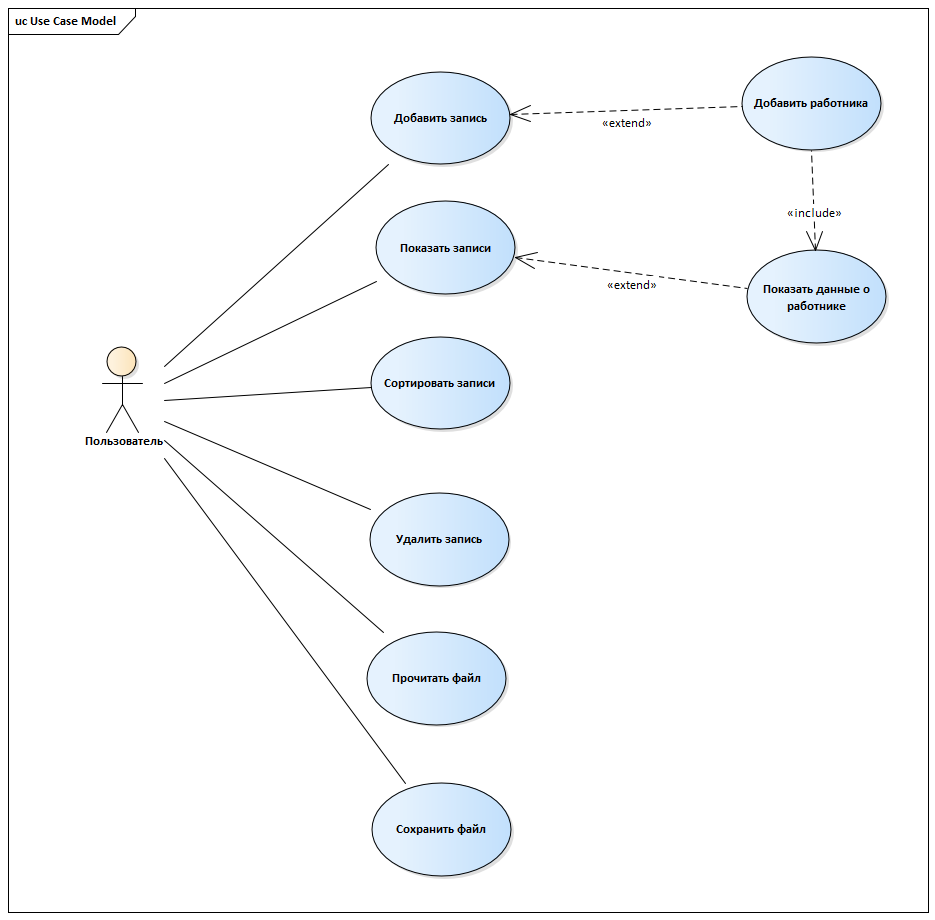 uc Use Case Model
Добавить запись
«extend»
Добавить работника
«include»
Показать записи
«extend»
Показать данные о
работнике
Сортировать записи
Пользователь
Удалить запись
Прочитать файл
Сохранить файл